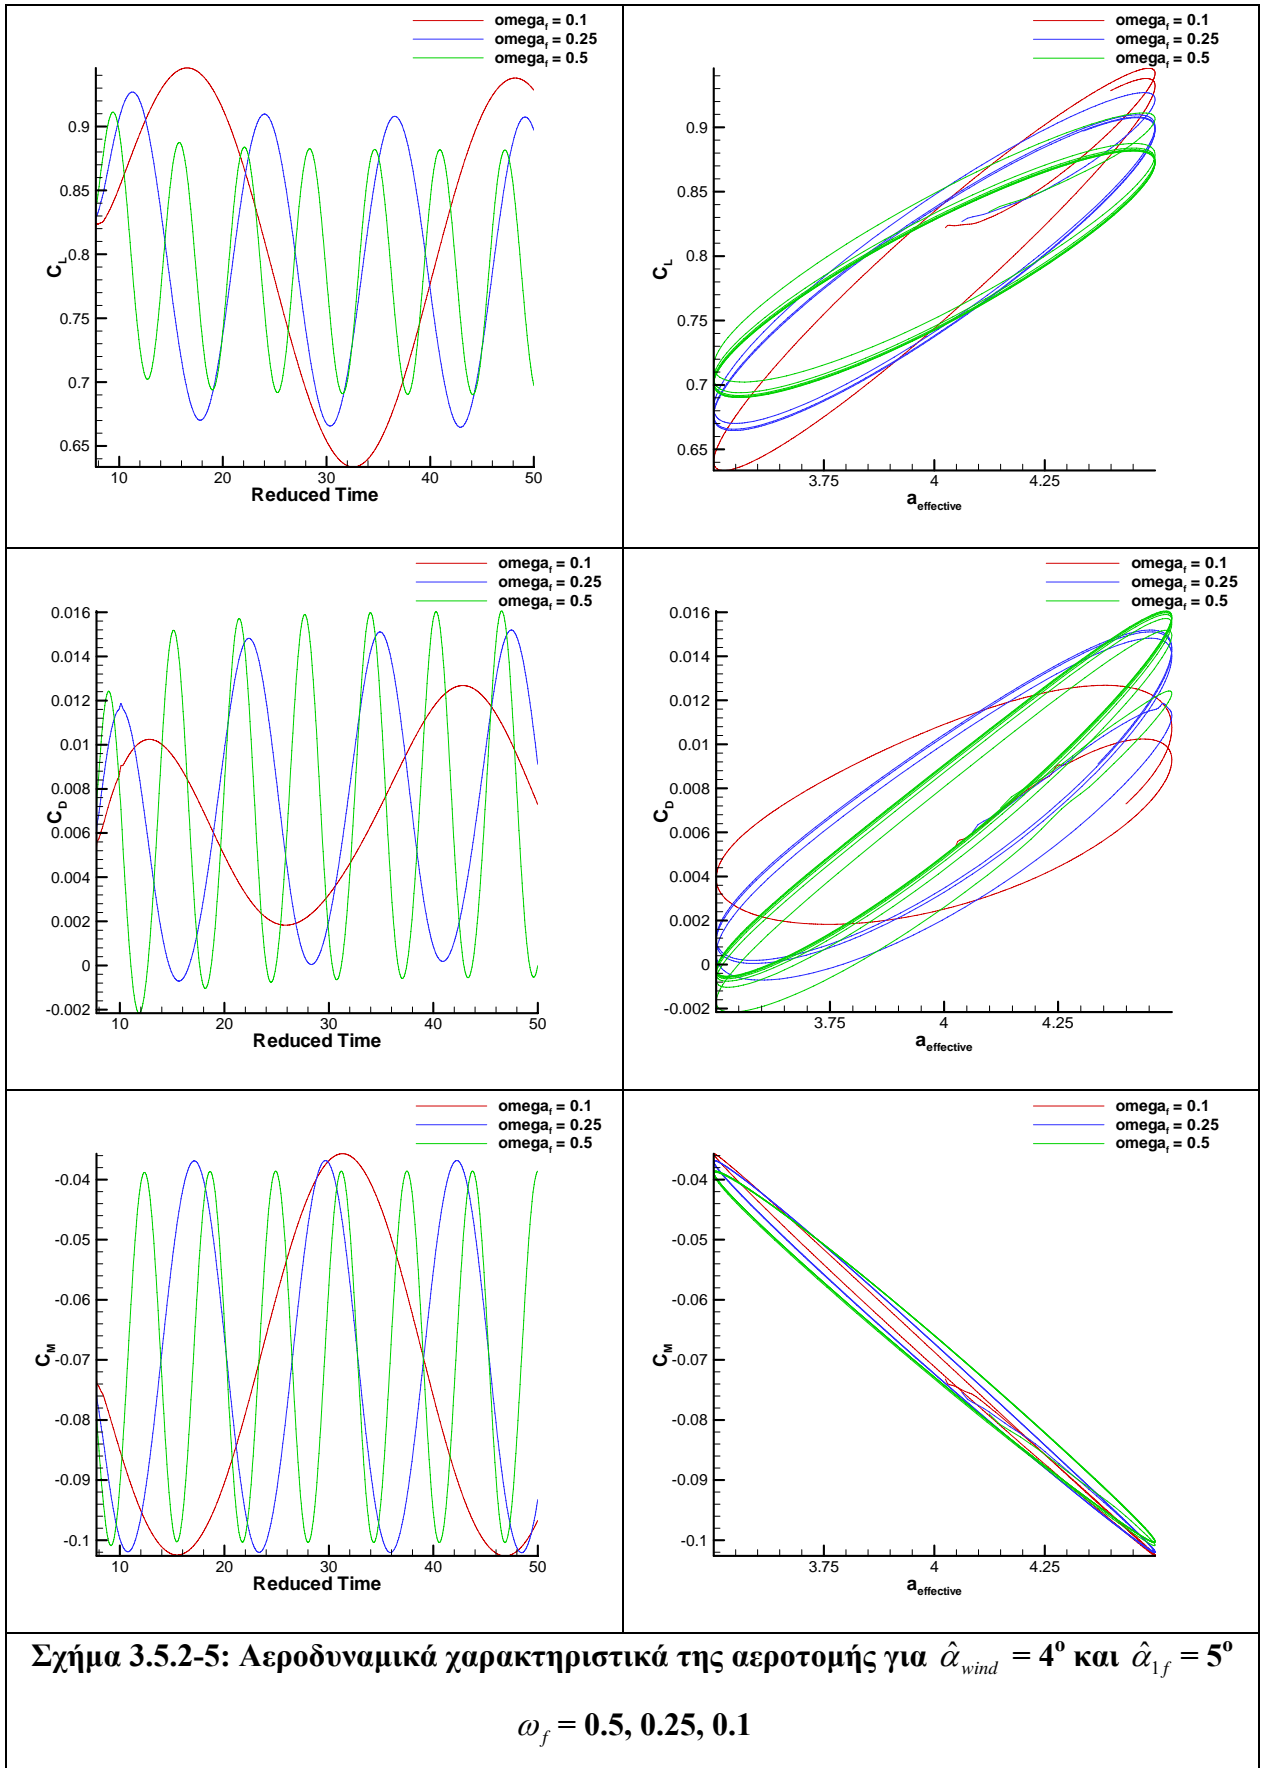 omega_f = 0.1
omega_f = 0.25
omega_f = 0.5
0.9
0.85
0.8
0.75
0.7
0.65
C_L
10 20 30 40 50
Reduced Time
omega_f = 0.1
omega_f = 0.25
omega_f = 0.5
0.9
0.85
0.8
0.75
0.7
0.65
C_L
3.75 4 4.25
a_effective
omega_f = 0.1
omega_f = 0.25
omega_f = 0.5
0.016
0.014
0.012
0.01
0.008
0.006
0.004
0.002
0
-0.002
C_D
10 20 30 40 50
Reduced Time
omega_f = 0.1
omega_f = 0.25
omega_f = 0.5
0.016
0.014
0.012
0.01
0.008
0.006
0.004
0.002
0
-0.002
C_D
3.75 4 4.25
a_effective
omega_f = 0.1
omega_f = 0.25
omega_f = 0.5
-0.04
-0.05
-0.06
-0.07
-0.08
-0.09
-0.1
C_M
10 20 30 40 50
Reduced Time
omega_f = 0.1
omega_f = 0.25
omega_f = 0.5
-0.04
-0.05
-0.06
-0.07
-0.08
-0.09
-0.1
C_M
3.75 4 4.25
a_effective
Σχήμα 3.5.2-5: Αεροδυναμικά χαρακτηριστικά της αεροτομής για α̂_wind = 4° και α̂_1f = 5°
ω_f = 0.5, 0.25, 0.1